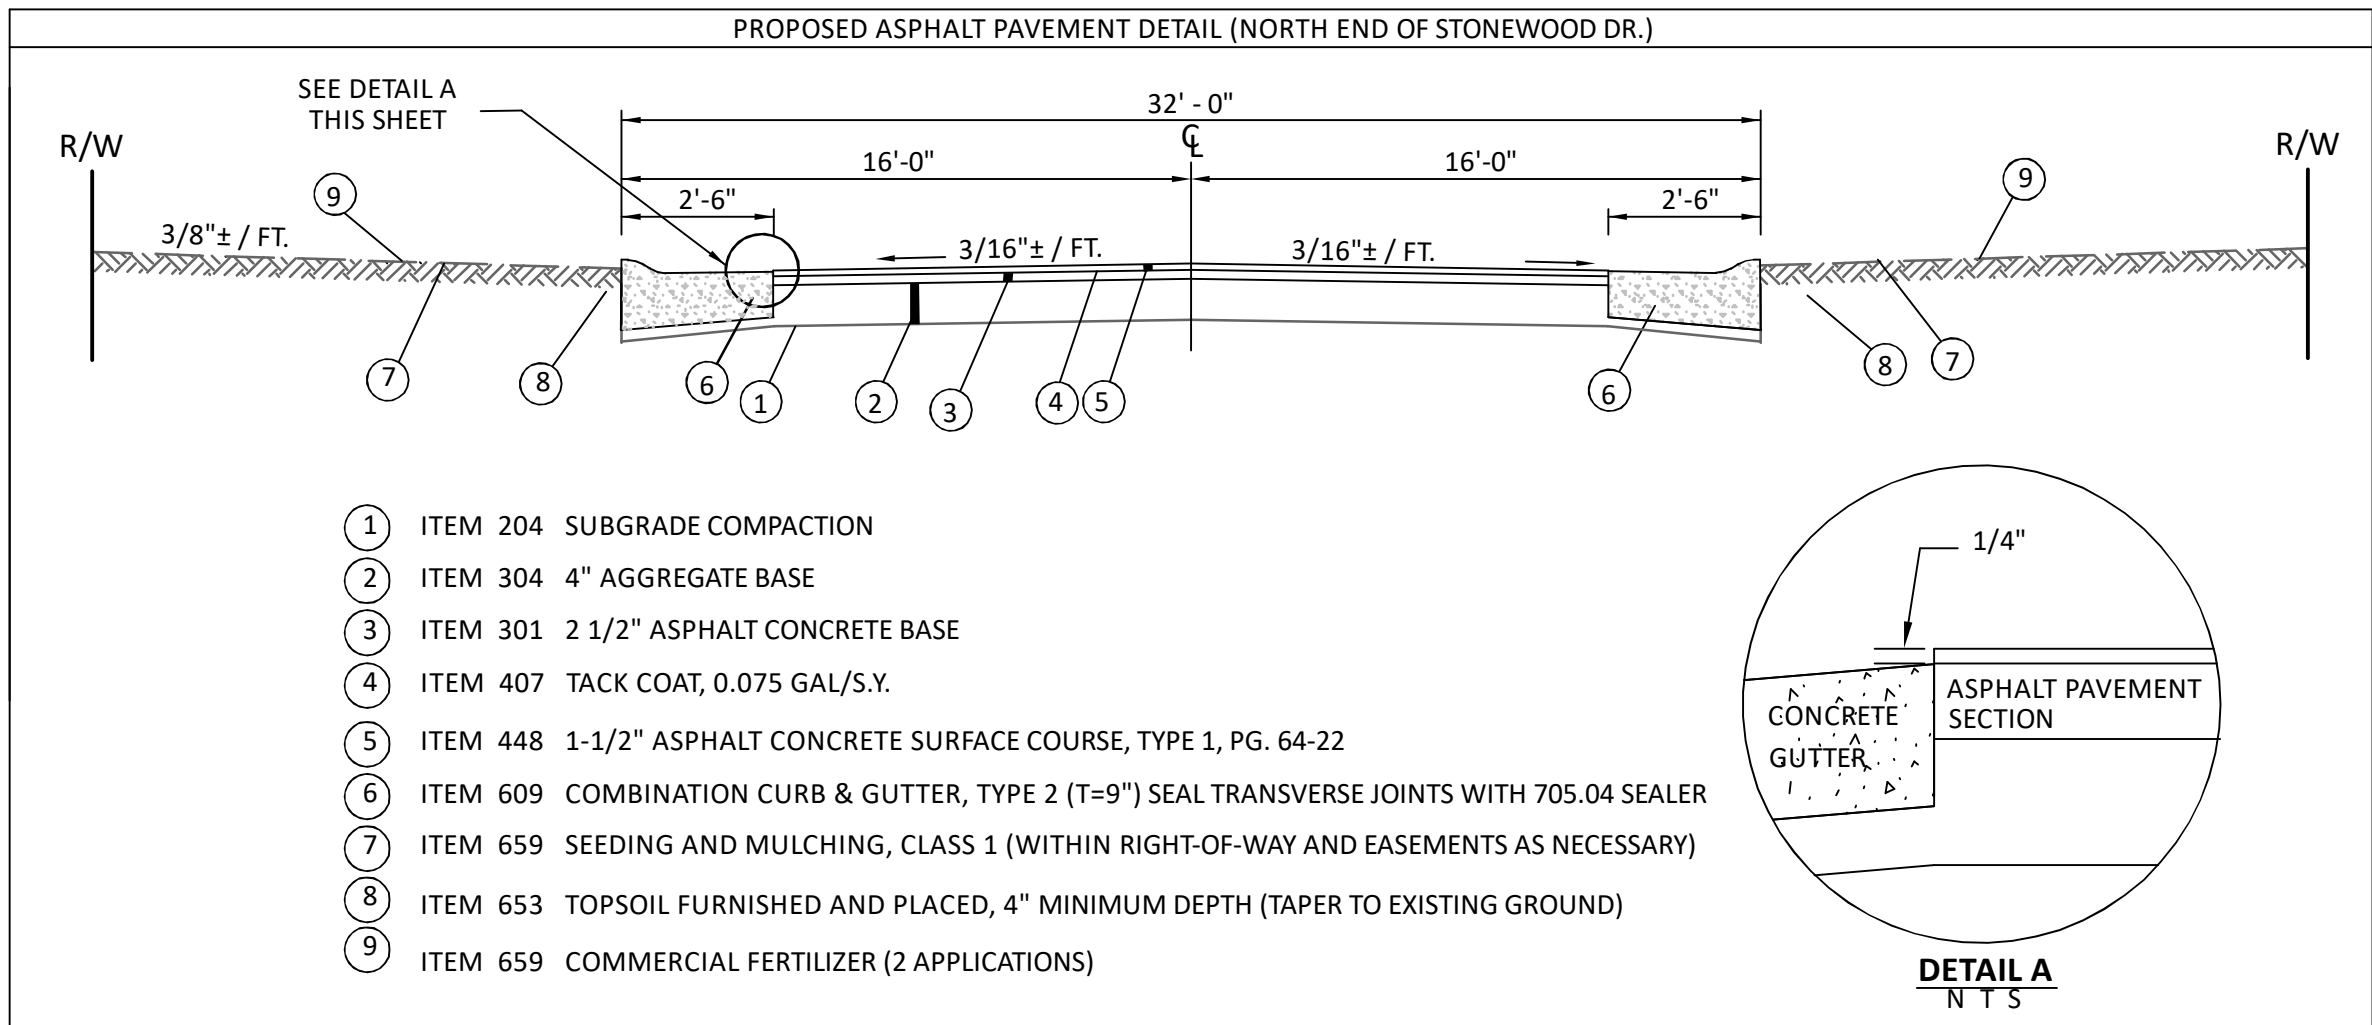 PROPOSED ASPHALT PAVEMENT DETAIL (NORTH END OF STONEWOOD DR.)
SEE DETAIL A
THIS SHEET
32' - 0"
℄
R/W
R/W
16'-0"
16'-0"
9
2'-6"
2'-6"
9
3/8"± / FT.
3/16"± / FT.
3/16"± / FT.
7
8
6
1
2
3
4
5
6
8
7
1 ITEM 204 SUBGRADE COMPACTION
2 ITEM 304 4" AGGREGATE BASE
3 ITEM 301 2 1/2" ASPHALT CONCRETE BASE
4 ITEM 407 TACK COAT, 0.075 GAL/S.Y.
5 ITEM 448 1-1/2" ASPHALT CONCRETE SURFACE COURSE, TYPE 1, PG. 64-22
6 ITEM 609 COMBINATION CURB & GUTTER, TYPE 2 (T=9") SEAL TRANSVERSE JOINTS WITH 705.04 SEALER
7 ITEM 659 SEEDING AND MULCHING, CLASS 1 (WITHIN RIGHT-OF-WAY AND EASEMENTS AS NECESSARY)
8 ITEM 653 TOPSOIL FURNISHED AND PLACED, 4" MINIMUM DEPTH (TAPER TO EXISTING GROUND)
9 ITEM 659 COMMERCIAL FERTILIZER (2 APPLICATIONS)
1/4"
CONCRETE
GUTTER
ASPHALT PAVEMENT
SECTION
DETAIL A
N T S